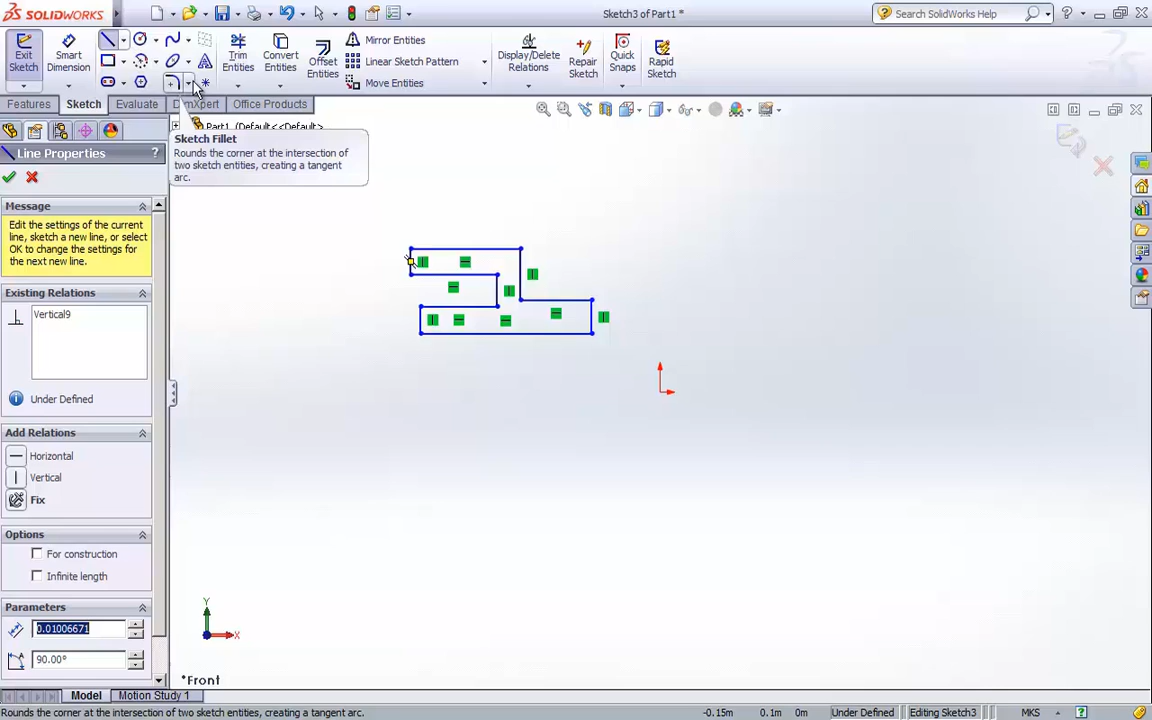 SOLIDWORKS
Sketch3 of Part1 *
Search SolidWorks Help
Exit Sketch
Smart Dimension
Trim Entities
Convert Entities
Offset Entities
Mirror Entities
Linear Sketch Pattern
Move Entities
Display/Delete Relations
Repair Sketch
Quick Snaps
Rapid Sketch
Features
Sketch
Evaluate
DimXpert
Office Products
Part1 (Default<<Default>
Sketch Fillet
Rounds the corner at the intersection of
two sketch entities, creating a tangent
arc.
Line Properties
?
Message
Edit the settings of the current
line, sketch a new line, or select
OK to change the settings for
the next new line.
Existing Relations
Vertical9
Under Defined
Add Relations
Horizontal
Vertical
Fix
Options
For construction
Infinite length
Parameters
0.01006671
90.00°
Y
X
*Front
Model
Motion Study 1
Rounds the corner at the intersection of two sketch entities, creating a tangent arc.
-0.15m
0.1m
0m
Under Defined
Editing Sketch3
MKS